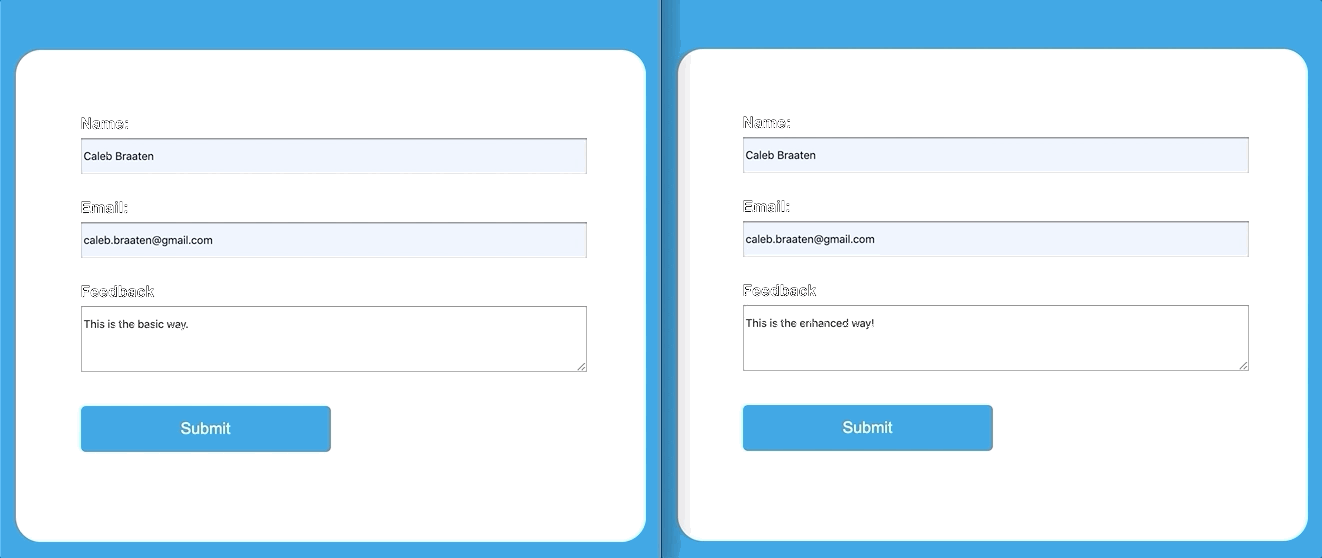 Name:
Caleb Braaten
Email:
caleb.braaten@gmail.com
Feedback
This is the basic way.
Submit
Name:
Caleb Braaten
Email:
caleb.braaten@gmail.com
Feedback
This is the enhanced way!
Submit